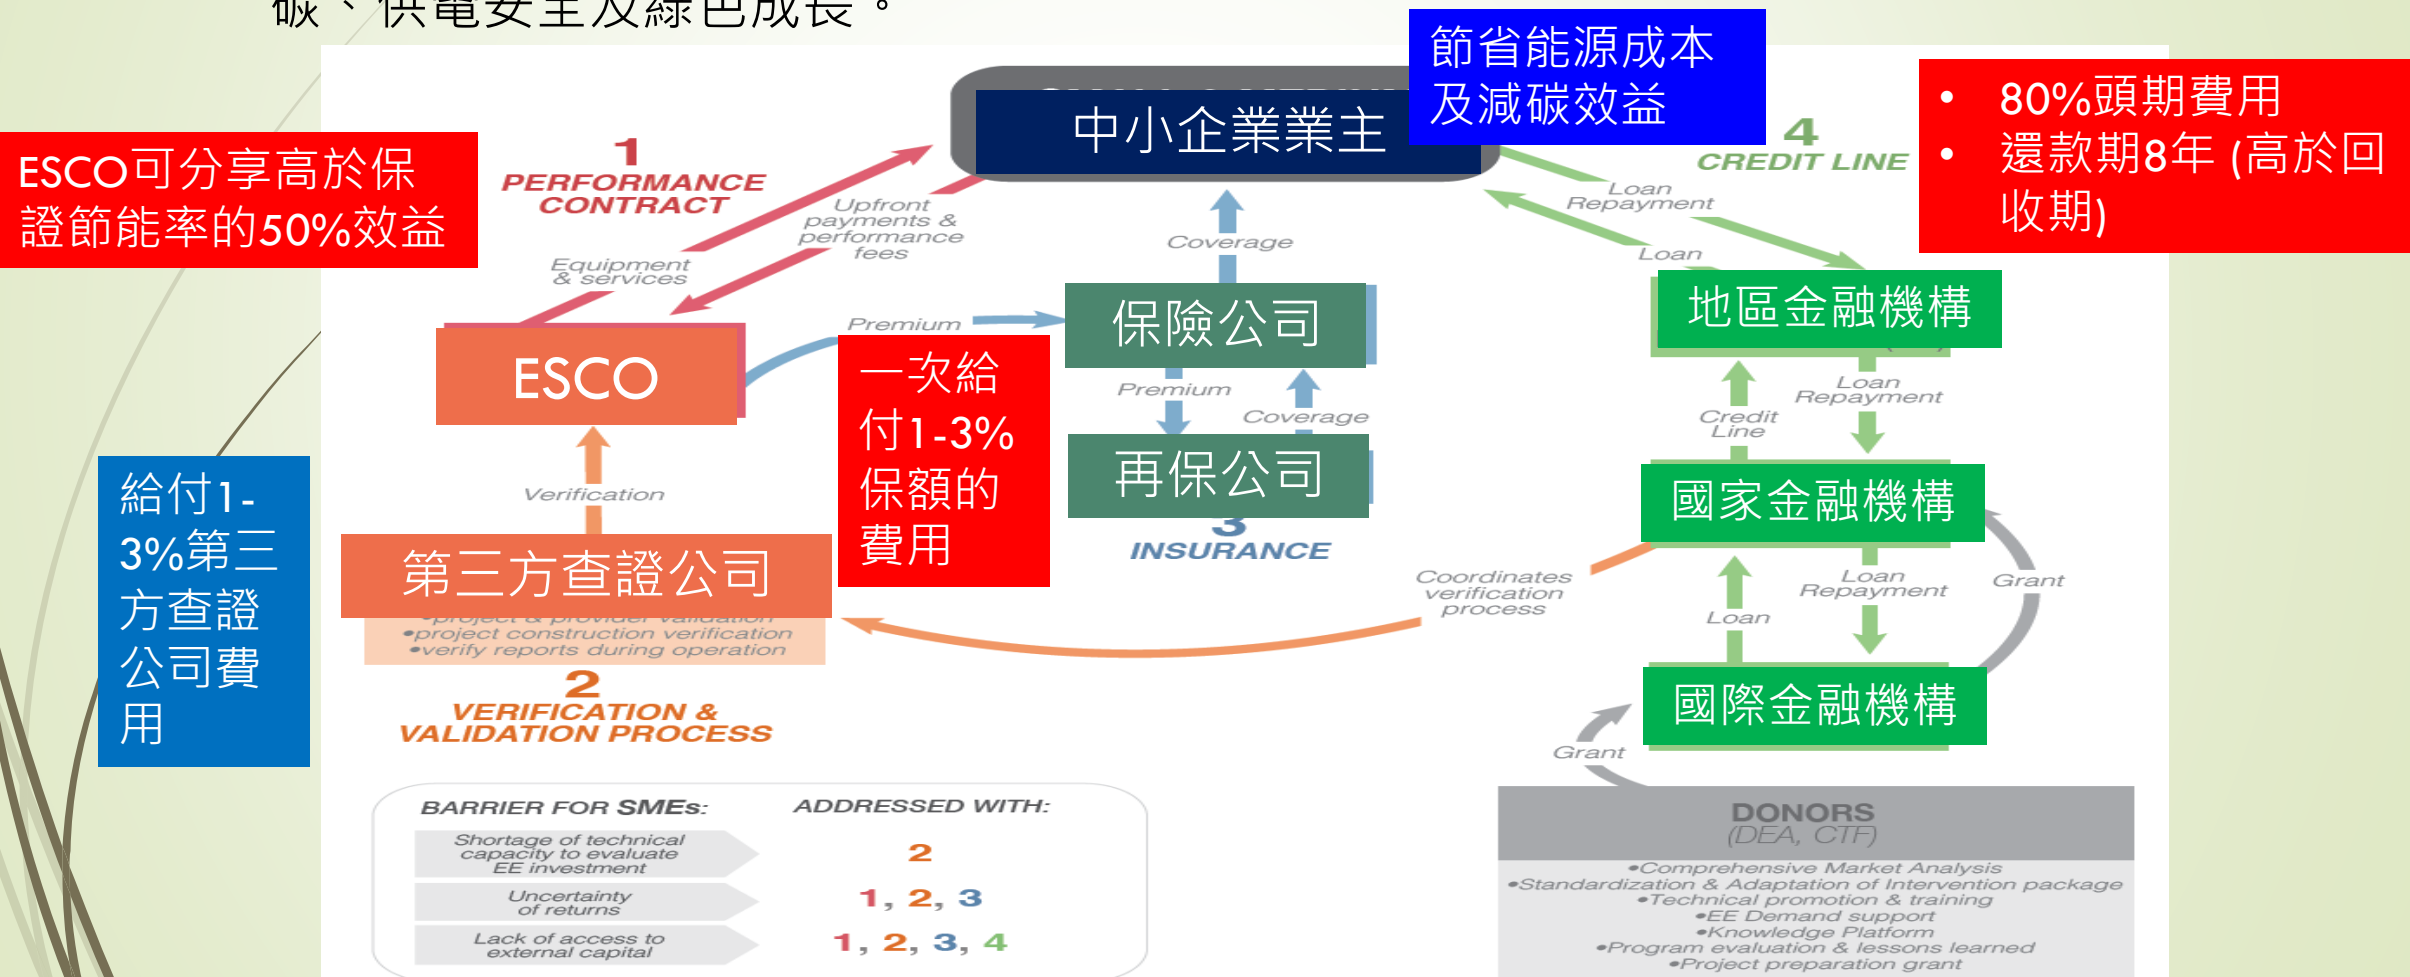 碳、供電安全及綠色成長。
節省能源成本
及減碳效益
中小企業業主
• 80%頭期費用
• 還款期8年 (高於回
收期)
4
CREDIT LINE
ESCO可分享高於保
證節能率的50%效益
1
PERFORMANCE
CONTRACT
Upfront
payments &
performance
fees
Equipment
& services
Coverage
Loan
Repayment
Loan
地區金融機構
保險公司
Premium
ESCO
一次給
付1-3%
保額的
費用
Premium
Coverage
Credit
Line
Loan
Repayment
再保公司
3
INSURANCE
國家金融機構
Verification
給付1-
3%第三
方查證
公司費
用
第三方查證公司
•project & provider validation
•project construction verification
•verify reports during operation
2
VERIFICATION &
VALIDATION PROCESS
Coordinates
verification
process
Loan
Loan
Repayment
Grant
國際金融機構
Grant
BARRIER FOR SMEs:
ADDRESSED WITH:
Shortage of technical
capacity to evaluate
EE investment
2
Uncertainty
of returns
1, 2, 3
Lack of access to
external capital
1, 2, 3, 4
DONORS
(DEA, CTF)
•Comprehensive Market Analysis
•Standardization & Adaptation of Intervention package
•Technical promotion & training
•EE Demand support
•Knowledge Platform
•Program evaluation & lessons learned
•Project preparation grant